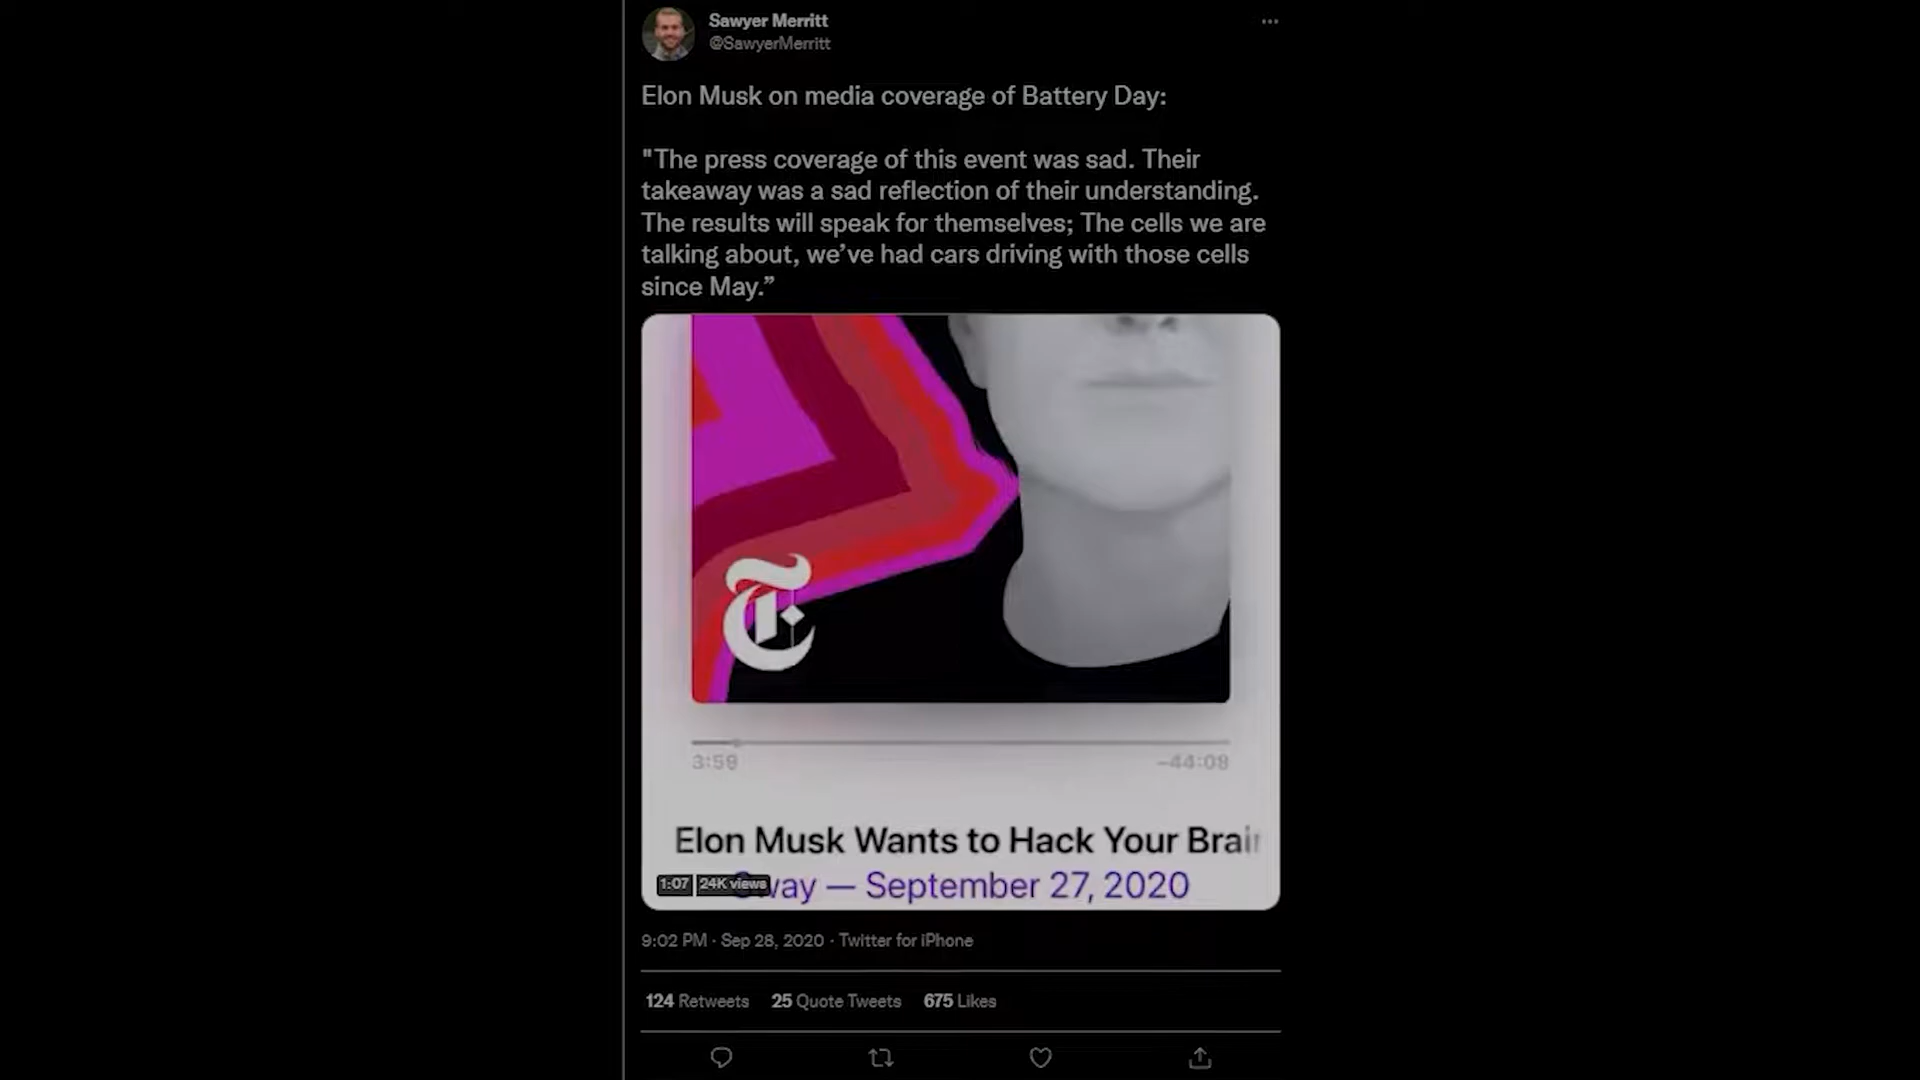 Sawyer Merritt
@SawyerMerritt
Elon Musk on media coverage of Battery Day:
"The press coverage of this event was sad. Their
takeaway was a sad reflection of their understanding.
The results will speak for themselves; The cells we are
talking about, we’ve had cars driving with those cells
since May.”
T
3:59
-44:08
Elon Musk Wants to Hack Your Brain
1:07 24K views
way — September 27, 2020
9:02 PM · Sep 28, 2020 · Twitter for iPhone
124 Retweets 25 Quote Tweets 675 Likes